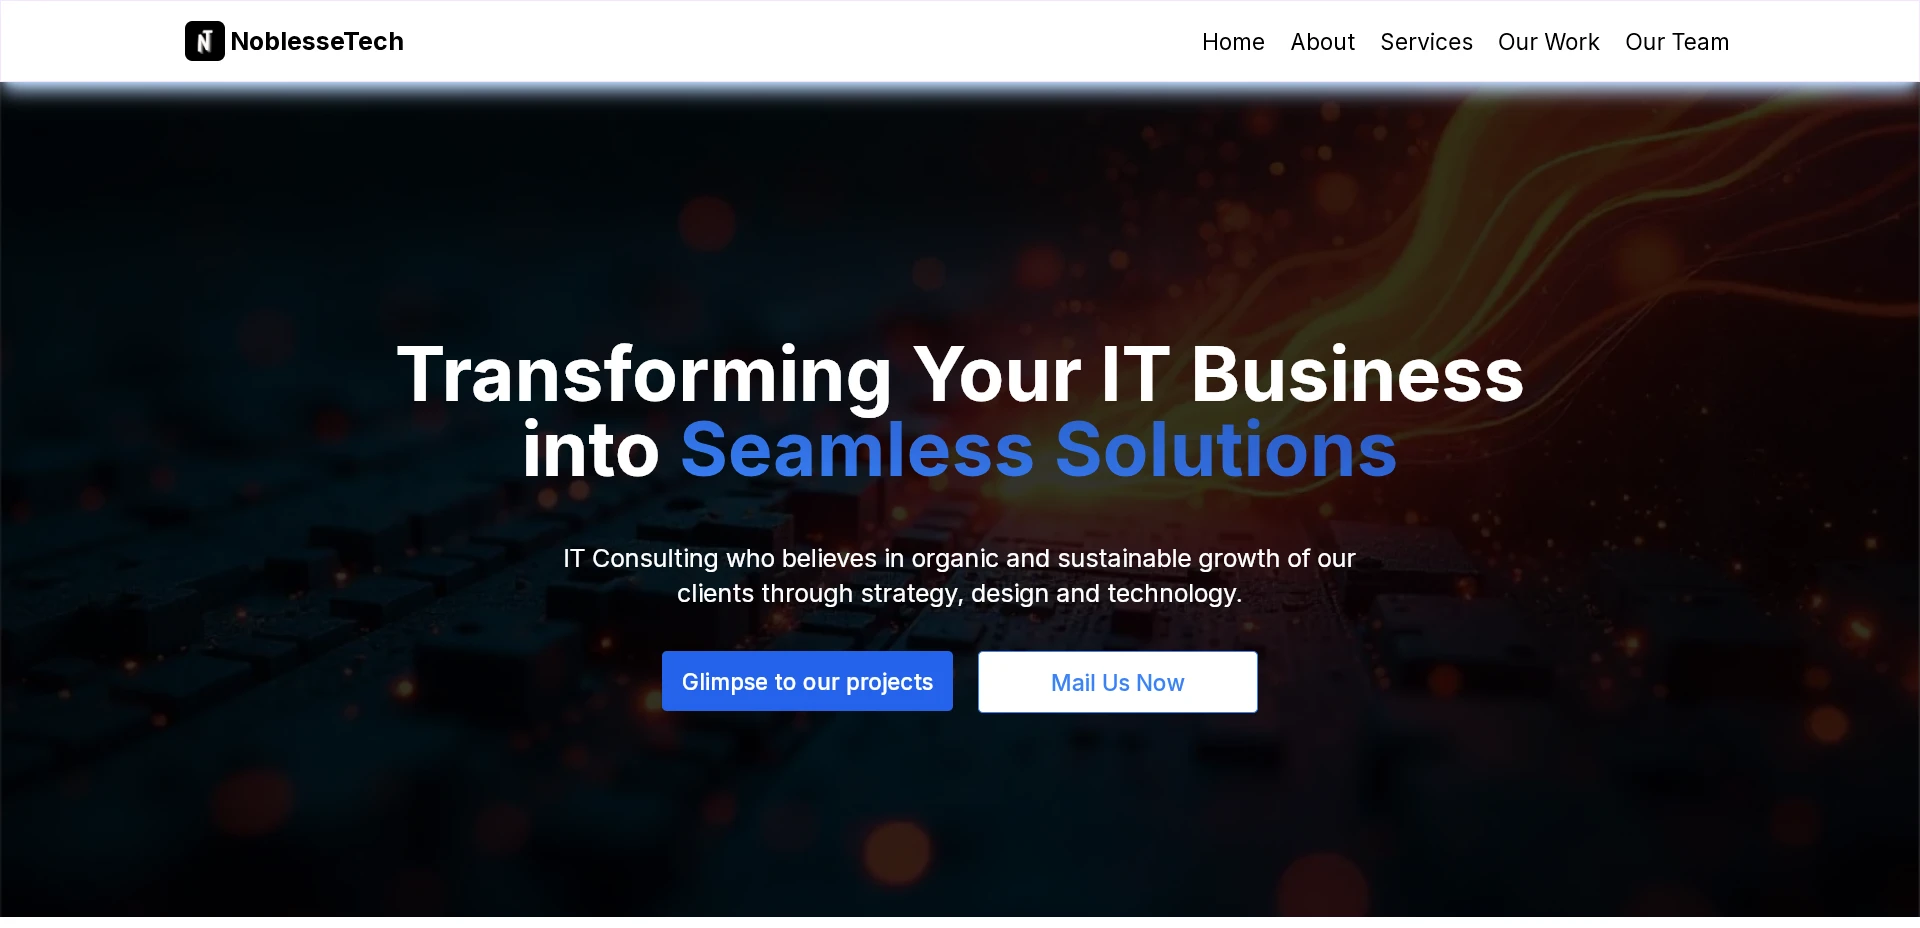 NoblesseTech
Home About Services Our Work Our Team
Transforming Your IT Business
into Seamless Solutions
IT Consulting who believes in organic and sustainable growth of our
clients through strategy, design and technology.
Glimpse to our projects
Mail Us Now